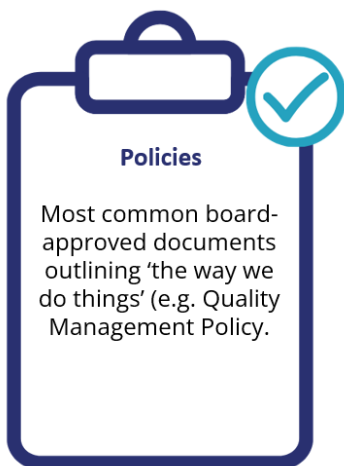 Policies
Most common board-
approved documents
outlining ‘the way we
do things’ (e.g. Quality
Management Policy.